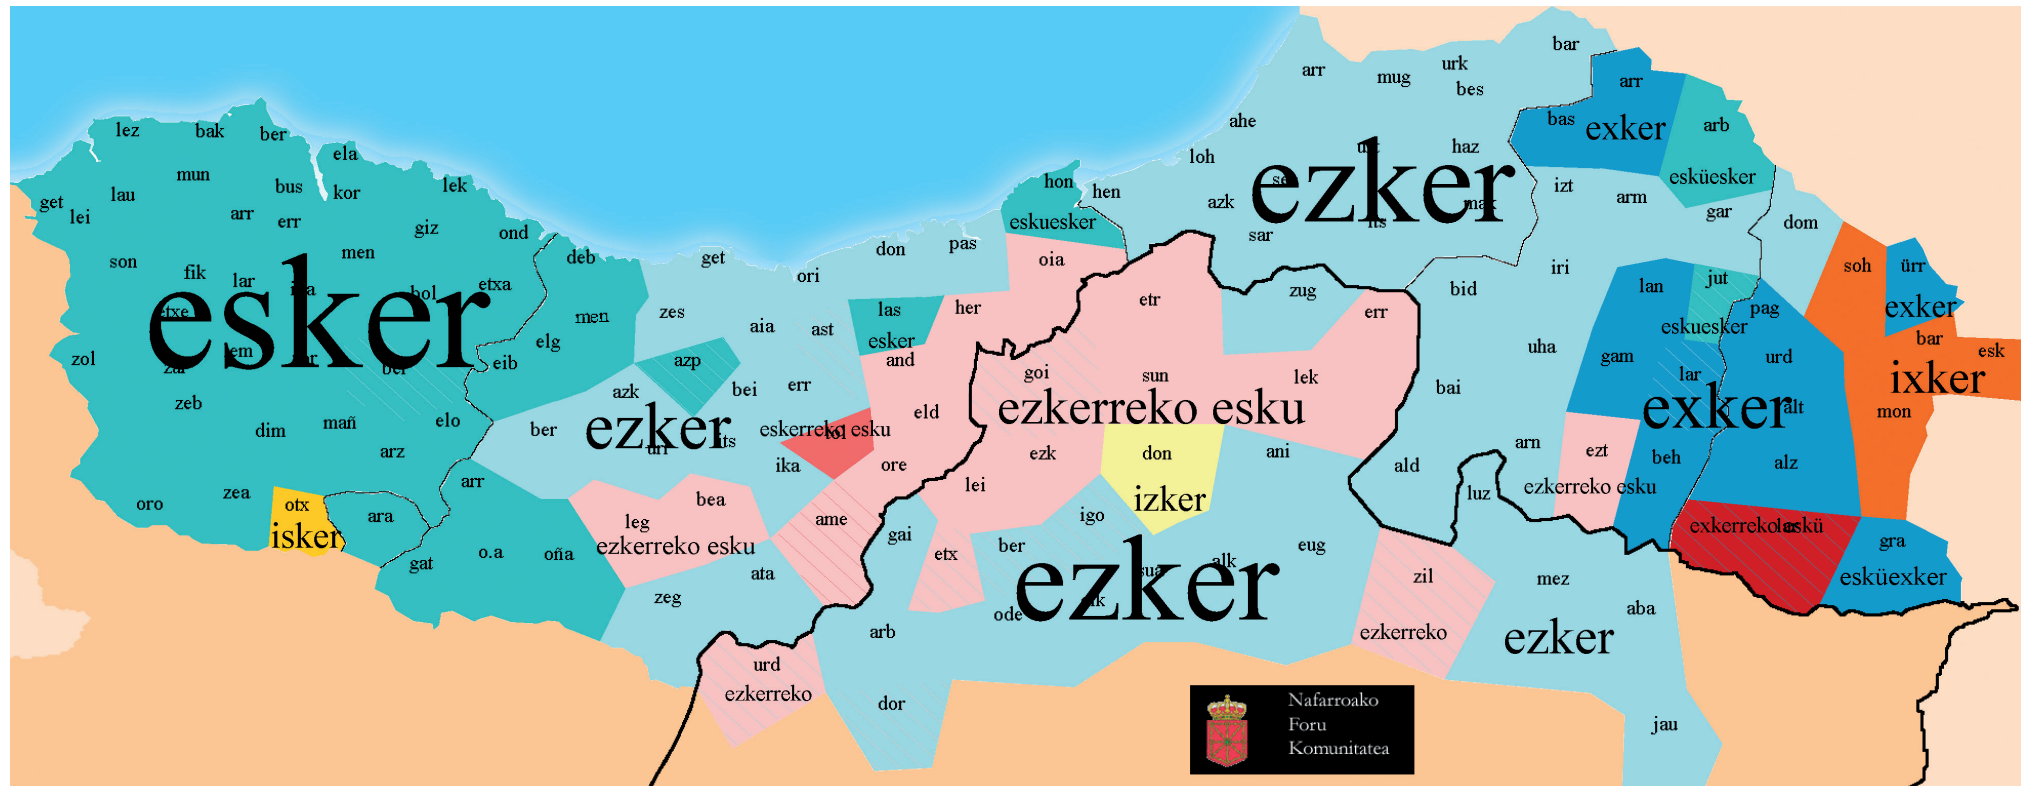 bar
arr
mug
urk
bes
arr
lez
bak
ber
ahe
bas
exker
arb
ela
loh
haz
mun
bus
kor
lek
hon
hen
ezker
izt
esküesker
get
lau
lei
arr
err
giz
ond
eskuesker
azk
mak
arm
gar
sar
dom
son
fik
lar
men
deb
get
ori
don
pas
oia
iri
soh
ürr
esker
bol
etxa
men
zes
aia
ast
las
esker
her
etr
zug
err
bid
lan
jut
eskuesker
pag
exker
bar
esk
zol
elg
eib
azp
bei
err
and
goi
sun
lek
uha
gam
urd
lar
ixker
zeb
dim
mañ
elo
arz
azk
ber
ezker
its
eskerreko esku
eld
ezkerreko esku
bai
exker
alt
mon
ika
ore
ezk
don
ani
arn
ezt
beh
alz
oro
zea
otx
isker
ara
arr
leg
bea
ezkerreko esku
ame
lei
izker
ald
luz
ezkerreko esku
gat
o.a
oña
ata
zeg
gai
etx
ber
igo
ezker
alk
eug
exkerreko eskü
gra
esküexker
ode
zil
mez
aba
arb
ezkerreko
ezker
urd
ezkerreko
dor
jau
Nafarroako
Foru
Komunitatea